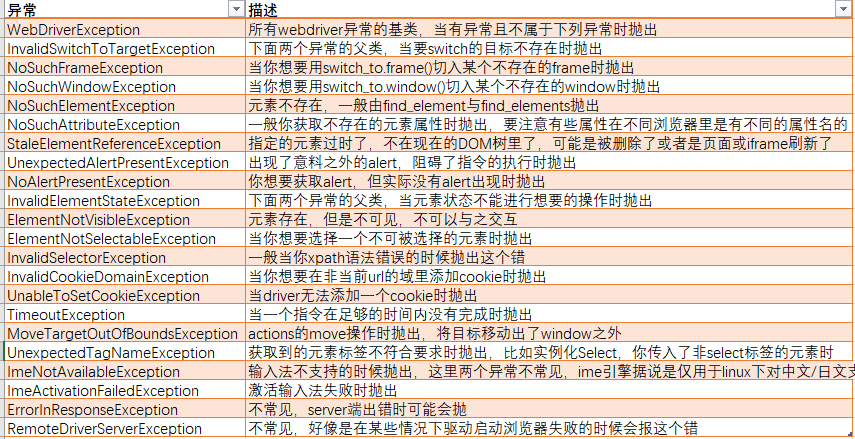 异常 描述
WebDriverException 所有webdriver异常的基类，当有异常且不属于下列异常时抛出
InvalidSwitchToTargetException 下面两个异常的父类，当要switch的目标不存在时抛出
NoSuchFrameException 当你想要用switch_to.frame()切入某个不存在的frame时抛出
NoSuchWindowException 当你想要用switch_to.window()切入某个不存在的window时抛出
NoSuchElementException 元素不存在，一般由find_element与find_elements抛出
NoSuchAttributeException 一般你获取不存在的元素属性时抛出，要注意有些属性在不同浏览器里是有不同的属性名的
StaleElementReferenceException 指定的元素过时了，不在现在的DOM树里了，可能是被删除了或者是页面或iframe刷新了
UnexpectedAlertPresentException 出现了意料之外的alert，阻碍了指令的执行时抛出
NoAlertPresentException 你想要获取alert，但实际没有alert出现时抛出
InvalidElementStateException 下面两个异常的父类，当元素状态不能进行想要的操作时抛出
ElementNotVisibleException 元素存在，但是不可见，不可以与之交互
ElementNotSelectableException 当你想要选择一个不可被选择的元素时抛出
InvalidSelectorException 一般当你xpath语法错误的时候抛出这个错
InvalidCookieDomainException 当你想要在非当前url的域里添加cookie时抛出
UnableToSetCookieException 当driver无法添加一个cookie时抛出
TimeoutException 当一个指令在足够的时间内没有完成时抛出
MoveTargetOutOfBoundsException actions的move操作时抛出，将目标移动出了window之外
UnexpectedTagNameException 获取到的元素标签不符合要求时抛出，比如实例化Select，你传入了非select标签的元素时
ImeNotAvailableException 输入法不支持的时候抛出，这里两个异常不常见，ime引擎据说是仅用于linux下对中文/日文支
ImeActivationFailedException 激活输入法失败时抛出
ErrorInResponseException 不常见，server端出错时可能会抛
RemoteDriverServerException 不常见，好像是在某些情况下驱动启动浏览器失败的时候会报这个错